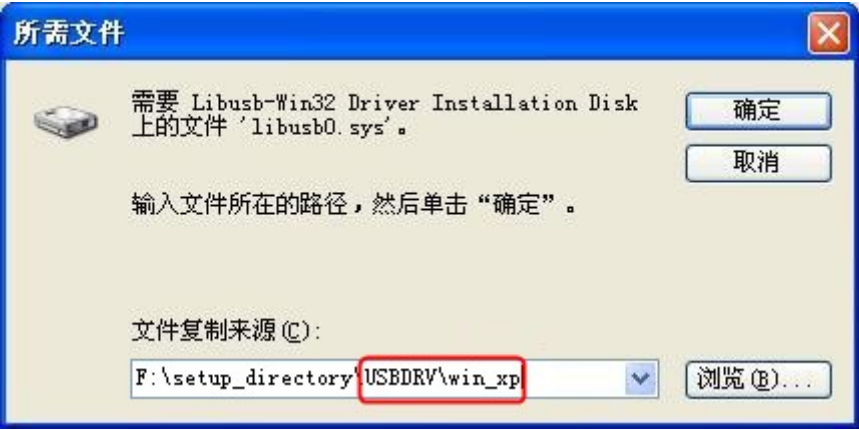 所需文件
需要 Libusb-Win32 Driver Installation Disk
上的文件 'libusb0.sys'。
确定
取消
输入文件所在的路径，然后单击“确定”。
文件复制来源(C):
F:\setup_directory\USBDRV\win_xp
浏览(B)...